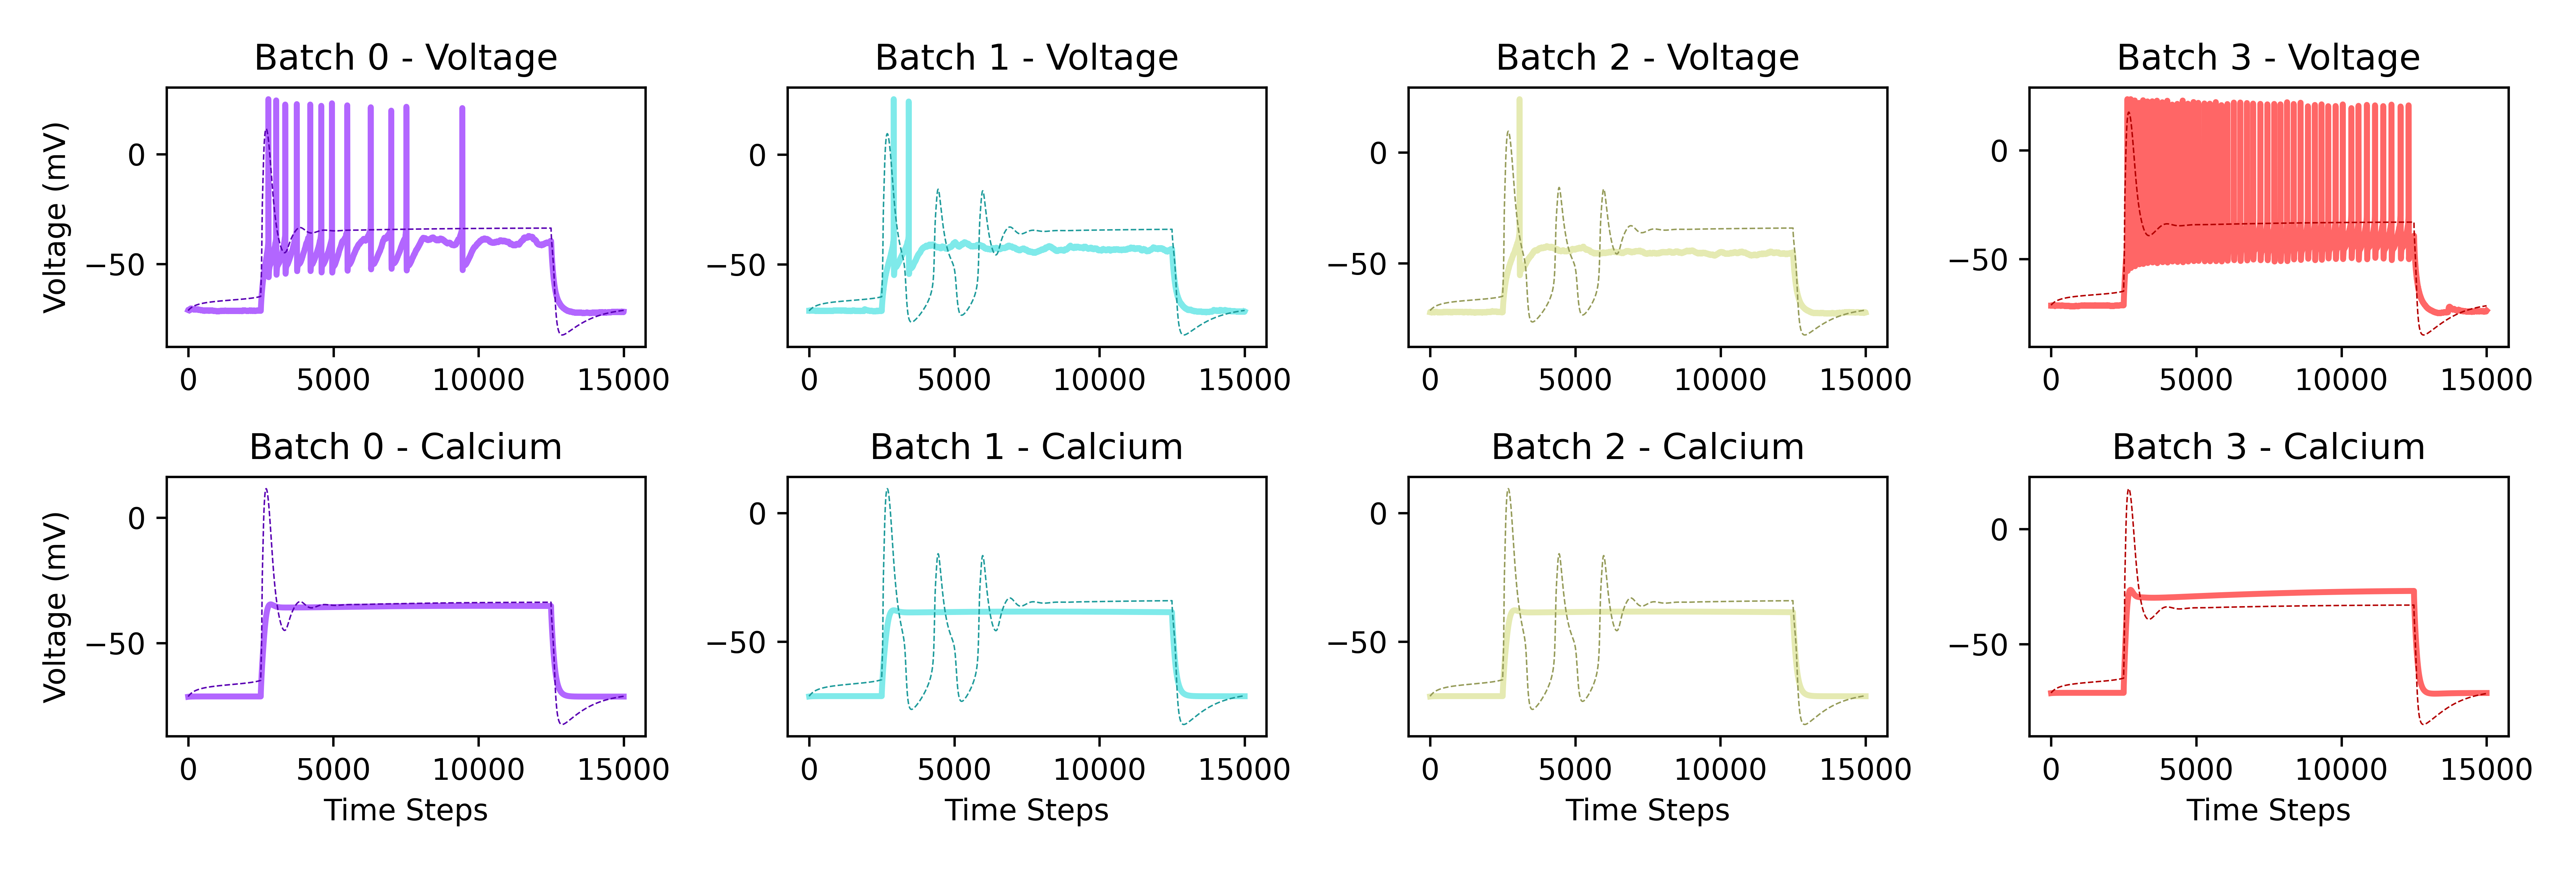 Batch 0 - Voltage
Batch 1 - Voltage
Batch 2 - Voltage
Batch 3 - Voltage
Voltage (mV)
0
−50
0
−50
0
−50
0
−50
0 5000 10000 15000
0 5000 10000 15000
0 5000 10000 15000
0 5000 10000 15000
Batch 0 - Calcium
Batch 1 - Calcium
Batch 2 - Calcium
Batch 3 - Calcium
Voltage (mV)
0
−50
0
−50
0
−50
0
−50
0 5000 10000 15000
0 5000 10000 15000
0 5000 10000 15000
0 5000 10000 15000
Time Steps
Time Steps
Time Steps
Time Steps